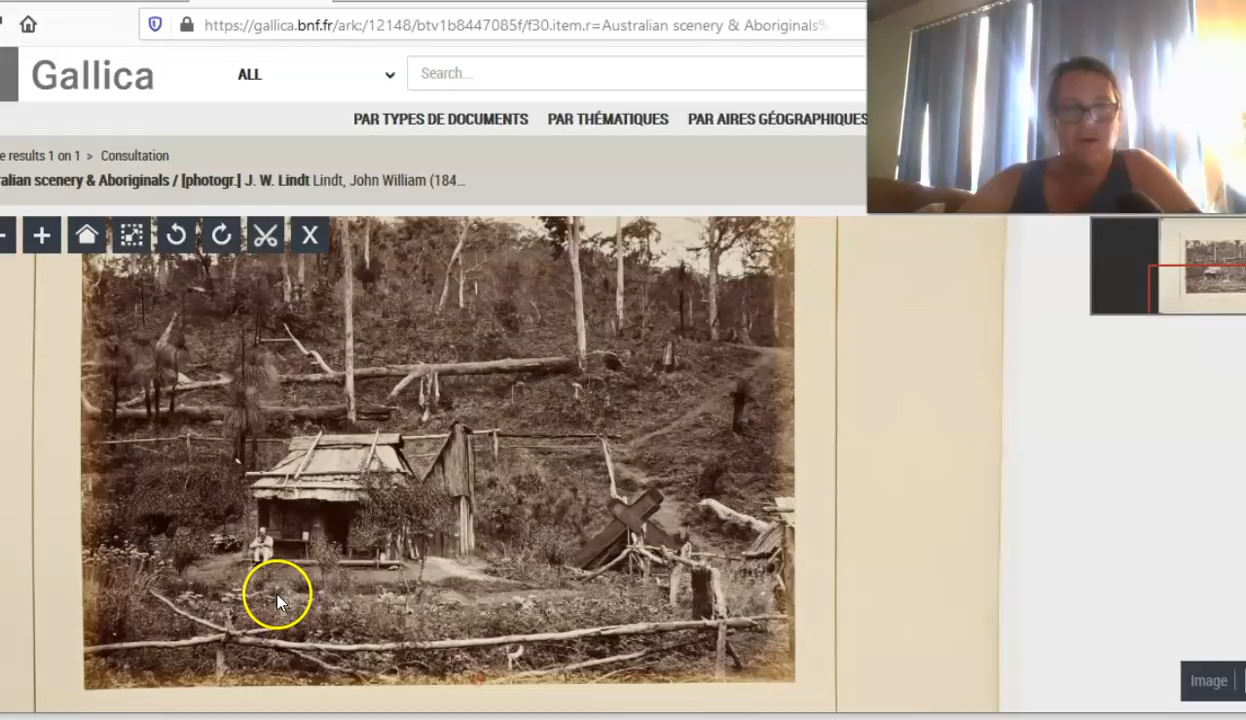 https://gallica.bnf.fr/ark:/12148/btv1b8447085f/f30.item.r=Australian scenery & Aboriginals%
Gallica
ALL
Search...
PAR TYPES DE DOCUMENTS PAR THÉMATIQUES PAR AIRES GÉOGRAPHIQUES
e results 1 on 1 > Consultation
alian scenery & Aboriginals / [photogr.] J. W. Lindt Lindt, John William (184...
+ X
Image